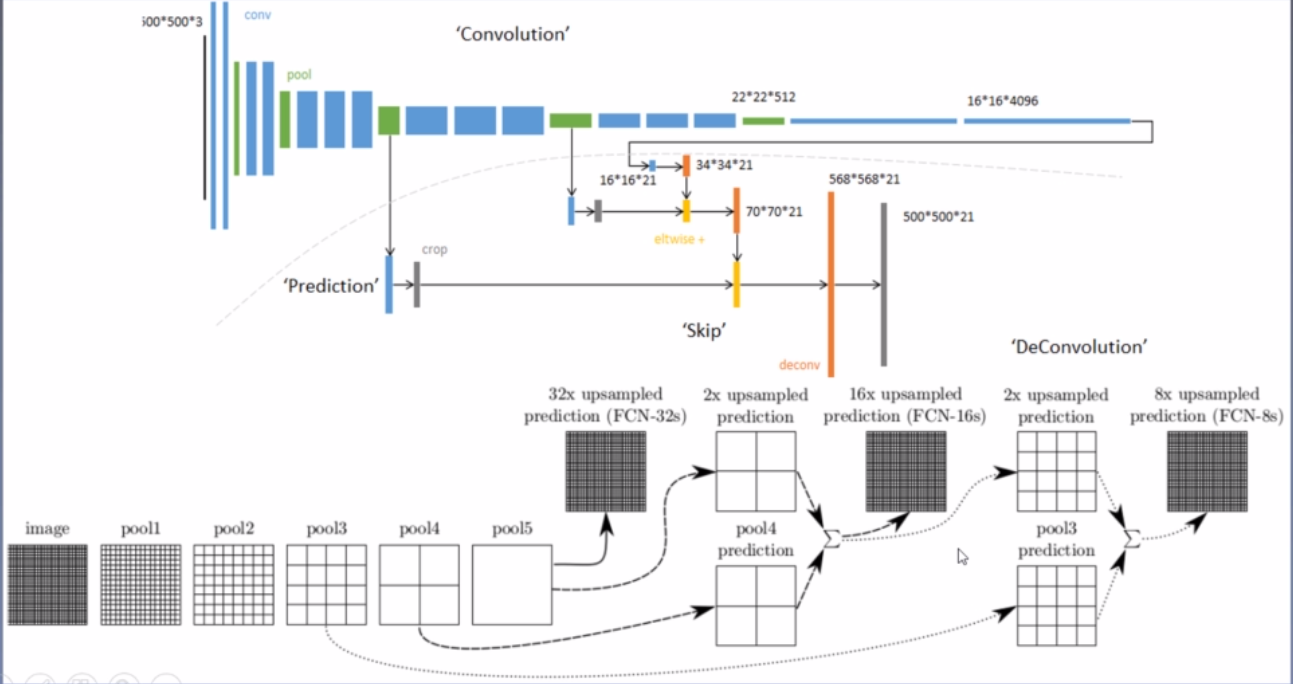 500*500*3
conv
'Convolution'
pool
22*22*512
16*16*4096
34*34*21
16*16*21
568*568*21
70*70*21
500*500*21
eltwise +
crop
'Prediction'
'Skip'
'DeConvolution'
deconv
32x upsampled
prediction (FCN-32s)
2x upsampled
prediction
16x upsampled
prediction (FCN-16s)
2x upsampled
prediction
8x upsampled
prediction (FCN-8s)
image
pool1
pool2
pool3
pool4
pool5
pool4
prediction
Σ
pool3
prediction
Σ